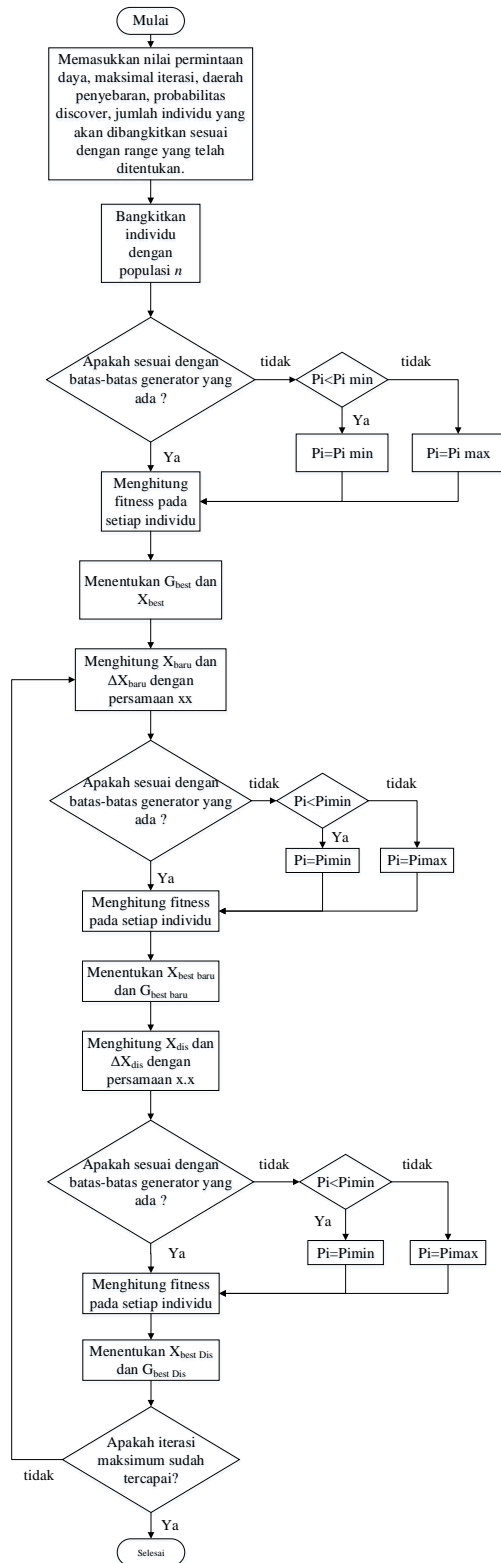 Mulai
Memasukkan nilai permintaan
daya, maksimal iterasi, daerah
penyebaran, probabilitas
discover, jumlah individu yang
akan dibangkitkan sesuai
dengan range yang telah
ditentukan.
Bangkitkan
individu
dengan
populasi n
Apakah sesuai dengan
batas-batas generator yang
ada ?
tidak
Pi<Pi min
tidak
Ya
Pi=Pi min
Pi=Pi max
Ya
Menghitung
fitness pada
setiap individu
Menentukan Gbest dan
Xbest
Menghitung Xbaru dan
ΔXbaru dengan
persamaan xx
Apakah sesuai dengan
batas-batas generator yang
ada ?
tidak
Pi<Pimin
tidak
Ya
Pi=Pimin
Pi=Pimax
Ya
Menghitung fitness
pada setiap individu
Menentukan Xbest baru
dan Gbest baru
Menghitung Xdis dan
ΔXdis dengan
persamaan x.x
Apakah sesuai dengan
batas-batas generator yang
ada ?
tidak
Pi<Pimin
tidak
Ya
Pi=Pimin
Pi=Pimax
Ya
Menghitung fitness
pada setiap individu
Menentukan Xbest Dis
dan Gbest Dis
Apakah iterasi
maksimum sudah
tercapai?
tidak
Ya
Selesai